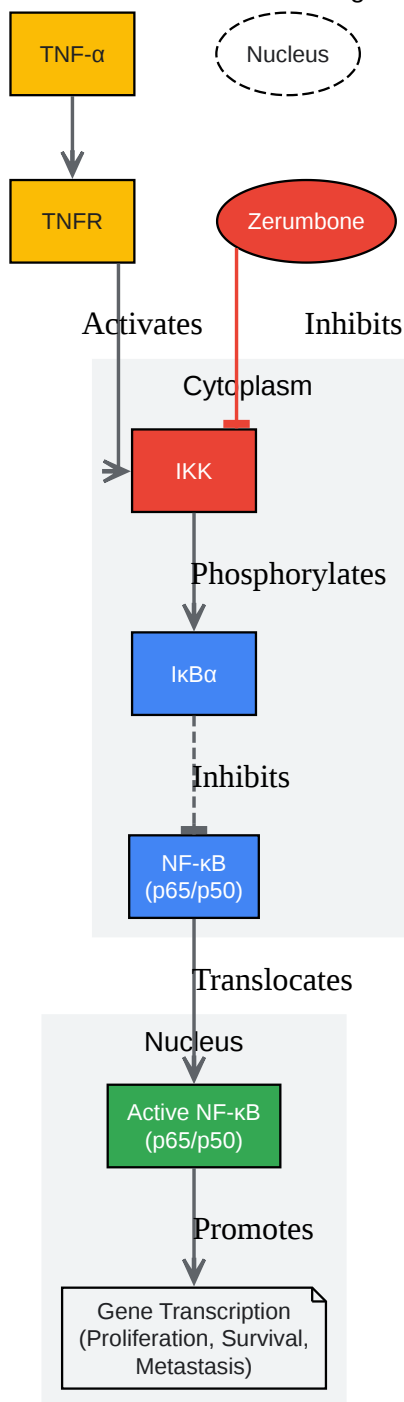 TNF-α
Nucleus
TNFR
Zerumbone
Activates
Inhibits
Cytoplasm
IKK
Phosphorylates
IκBα
Inhibits
NF-κB
(p65/p50)
Translocates
Nucleus
Active NF-κB
(p65/p50)
Promotes
Gene Transcription
(Proliferation, Survival,
Metastasis)